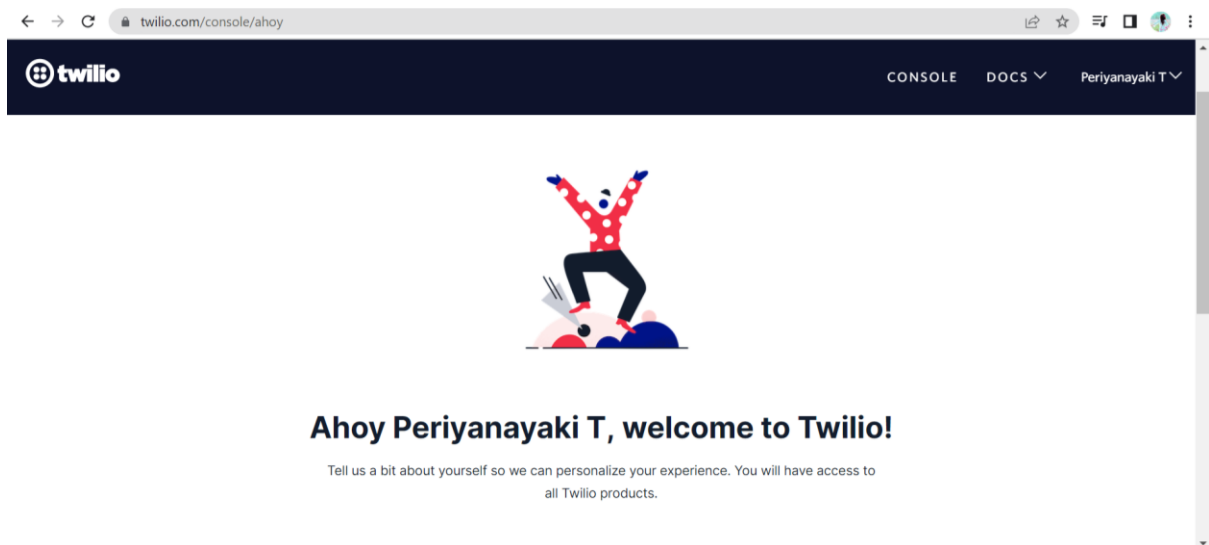 twilio.com/console/ahoy
twilio
CONSOLE DOCS Periyanayaki T
Ahoy Periyanayaki T, welcome to Twilio!
Tell us a bit about yourself so we can personalize your experience. You will have access to
all Twilio products.